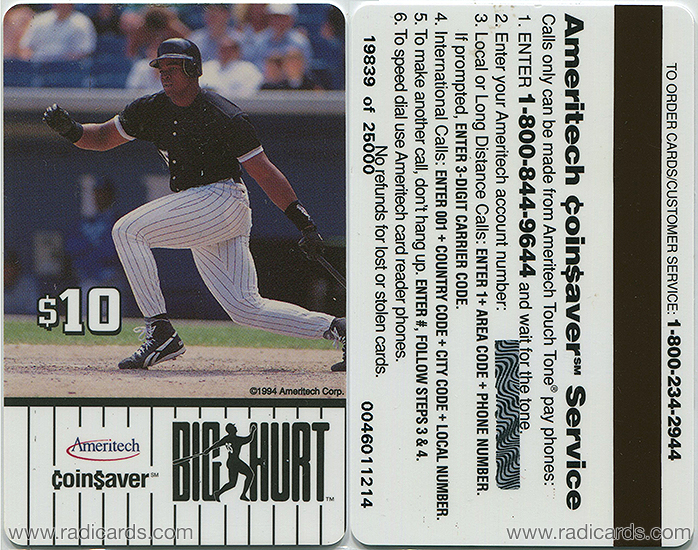 $10
©1994 Ameritech Corp.
Ameritech
¢oin$aver℠
BIG HURT™
www.radicards.com
TO ORDER CARDS/CUSTOMER SERVICE: 1-800-234-2944
Ameritech ¢oin$aver℠ Service
Calls only can be made from Ameritech Touch Tone® pay phones:
1. ENTER 1-800-844-9644 and wait for the tone.
2. Enter your Ameritech account number:
3. Local or Long Distance Calls: ENTER 1+ AREA CODE + PHONE NUMBER.
If prompted, ENTER 3-DIGIT CARRIER CODE.
4. International Calls: ENTER 001 + COUNTRY CODE + CITY CODE + LOCAL NUMBER.
5. To make another call, don't hang up. ENTER #, FOLLOW STEPS 3 & 4.
6. To speed dial use Ameritech card reader phones.
No refunds for lost or stolen cards.
19839 of 25000
0046011214
www.radicards.com